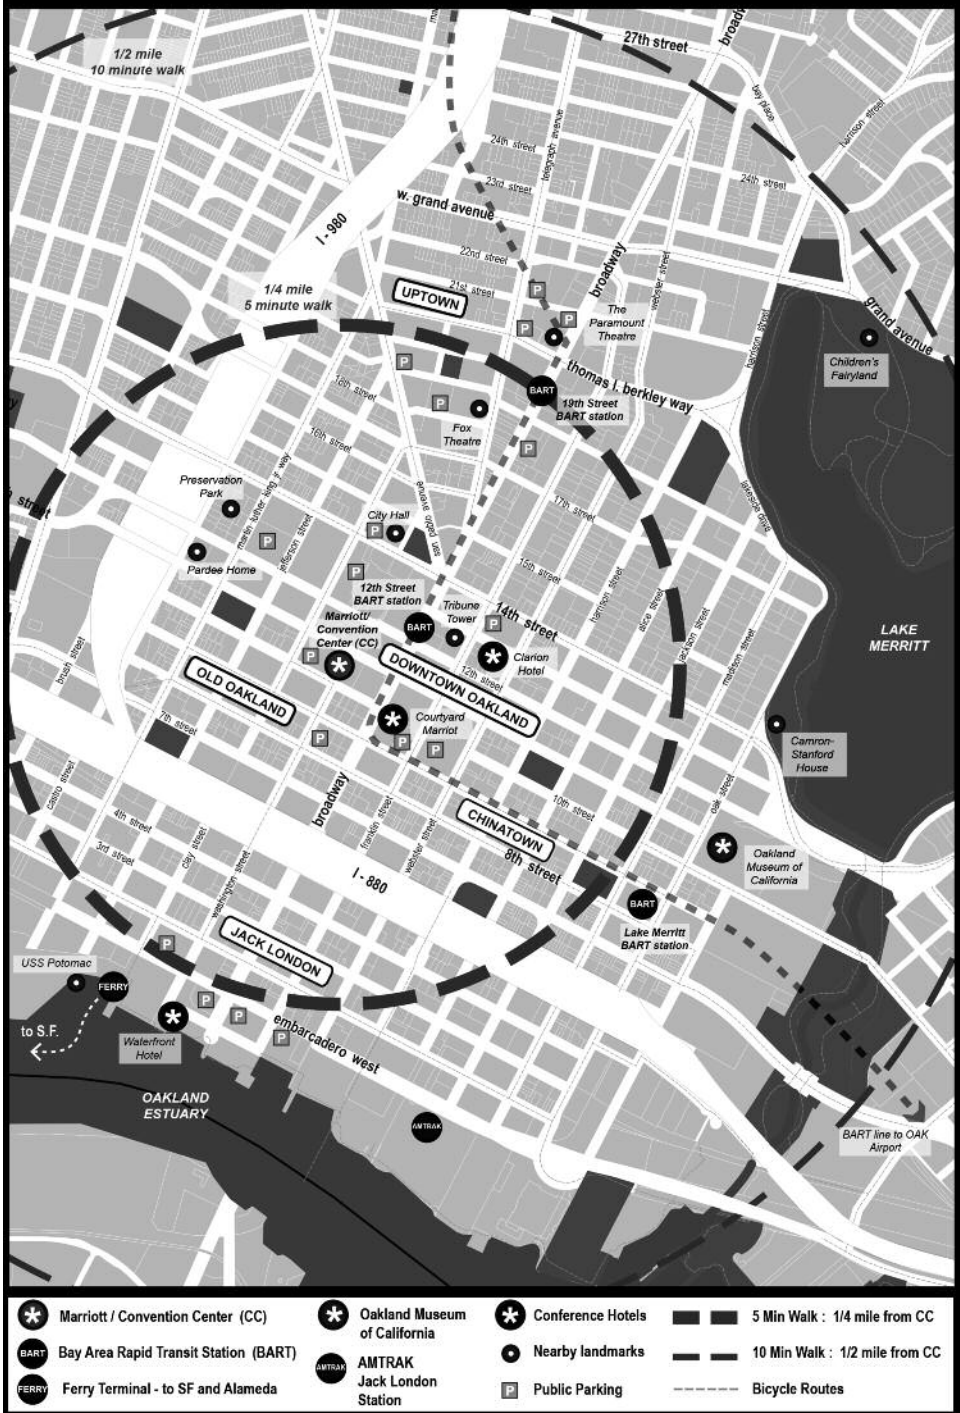 1/2 mile
10 minute walk
27th street
broadway
bay place
harrison street
24th street
telegraph avenue
23rd street
24th street
w. grand avenue
I - 980
22nd street
broadway
webster street
1/4 mile
5 minute walk
21st street
UPTOWN
The
Paramount
Theatre
harrison street
grand avenue
Children's
Fairyland
thomas l. berkley way
BART
19th Street
BART station
18th street
Fox
Theatre
16th street
san pablo avenue
Preservation
Park
martin luther king jr way
jefferson street
City Hall
17th street
lakeside drive
street
Pardee Home
15th street
12th Street
BART station
BART
Tribune
Tower
14th street
harrison street
alice street
jackson street
madison street
LAKE
MERRITT
Marriott/
Convention
Center (CC)
Clarion
Hotel
12th street
brush street
OLD OAKLAND
DOWNTOWN OAKLAND
7th street
Courtyard
Marriot
Camron-
Stanford
House
castro street
broadway
franklin street
webster street
10th street
oak street
4th street
3rd street
clay street
washington street
CHINATOWN
8th street
Oakland
Museum of
California
I - 880
BART
Lake Merritt
BART station
JACK LONDON
USS Potomac
FERRY
to S.F.
Waterfront
Hotel
embarcadero west
OAKLAND
ESTUARY
AMTRAK
BART line to OAK
Airport
Marriott / Convention Center (CC)
BART
Bay Area Rapid Transit Station (BART)
FERRY
Ferry Terminal - to SF and Alameda
Oakland Museum
of California
AMTRAK
AMTRAK
Jack London
Station
Conference Hotels
Nearby landmarks
P
Public Parking
5 Min Walk : 1/4 mile from CC
10 Min Walk : 1/2 mile from CC
Bicycle Routes